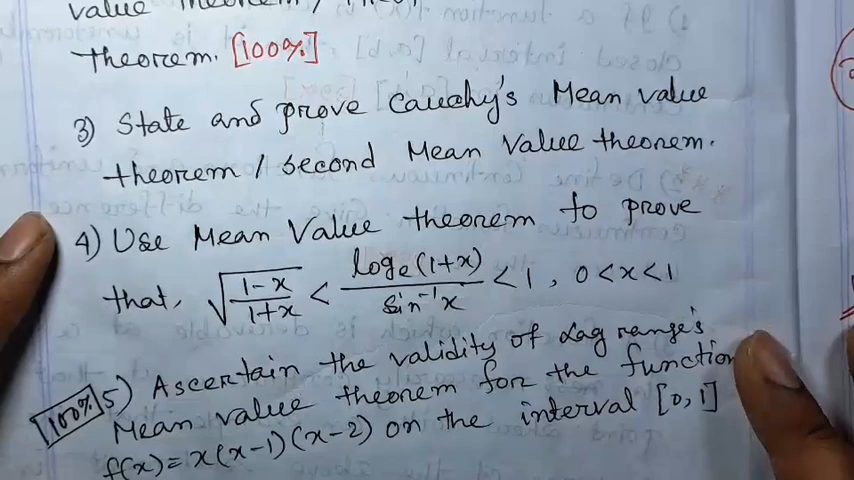 value theorem /
theorem. [100%]
3) State and prove Cauchy's Mean value
theorem / second Mean Value theorem.
4) Use Mean Value theorem to prove
that, √((1-x)/(1+x)) < logₑ(1+x)/sin⁻¹x < 1, 0<x<1
[100%] 5) Ascertain the validity of Lagrange's
Mean value theorem for the function
f(x)=x(x-1)(x-2) on the interval [0,1]